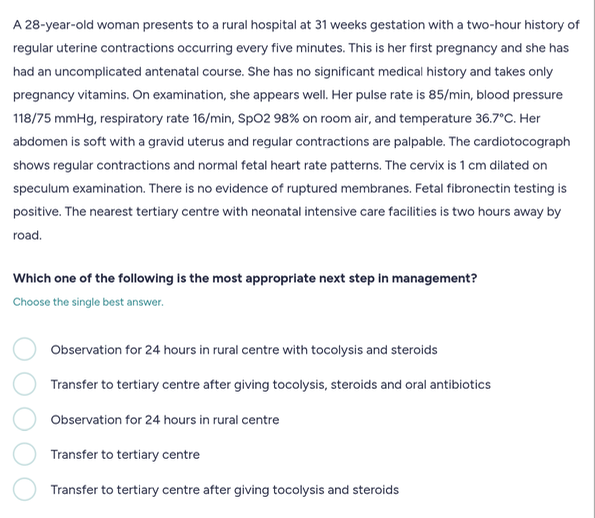 A 28-year-old woman presents to a rural hospital at 31 weeks gestation with a two-hour history of
regular uterine contractions occurring every five minutes. This is her first pregnancy and she has
had an uncomplicated antenatal course. She has no significant medical history and takes only
pregnancy vitamins. On examination, she appears well. Her pulse rate is 85/min, blood pressure
118/75 mmHg, respiratory rate 16/min, SpO2 98% on room air, and temperature 36.7°C. Her
abdomen is soft with a gravid uterus and regular contractions are palpable. The cardiotocograph
shows regular contractions and normal fetal heart rate patterns. The cervix is 1 cm dilated on
speculum examination. There is no evidence of ruptured membranes. Fetal fibronectin testing is
positive. The nearest tertiary centre with neonatal intensive care facilities is two hours away by
road.
Which one of the following is the most appropriate next step in management?
Choose the single best answer.
Observation for 24 hours in rural centre with tocolysis and steroids
Transfer to tertiary centre after giving tocolysis, steroids and oral antibiotics
Observation for 24 hours in rural centre
Transfer to tertiary centre
Transfer to tertiary centre after giving tocolysis and steroids